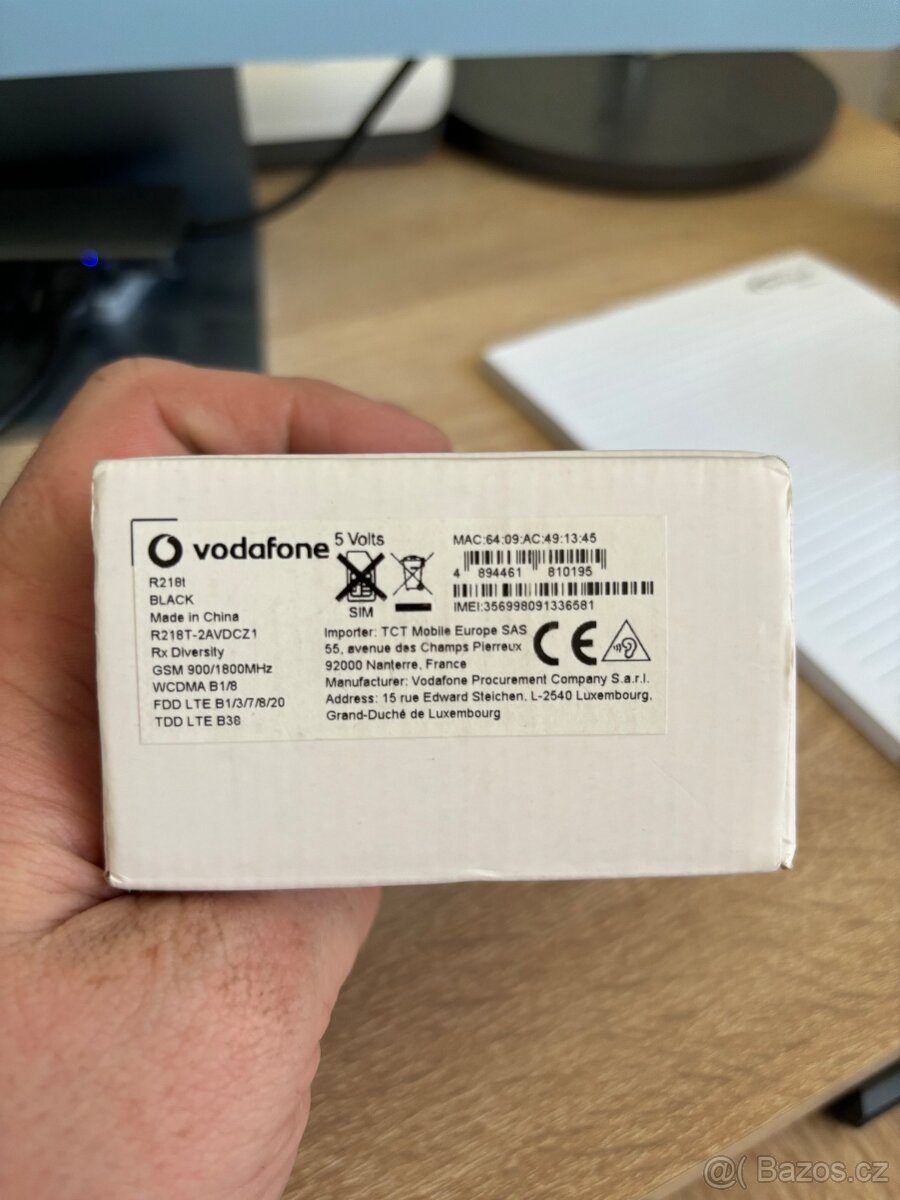 vodafone
R218t
BLACK
Made in China
R218T-2AVDCZ1
Rx Diversity
GSM 900/1800MHz
WCDMA B1/8
FDD LTE B1/3/7/8/20
TDD LTE B38
5 Volts
SIM
MAC:64:09:AC:49:13:45
4 894461 810195
IMEI:356998091336581
Importer: TCT Mobile Europe SAS
55, avenue des Champs Pierreux
92000 Nanterre, France
Manufacturer: Vodafone Procurement Company S.a.r.l.
Address: 15 rue Edward Steichen, L-2540 Luxembourg,
Grand-Duché de Luxembourg
CE
@( Bazos.cz